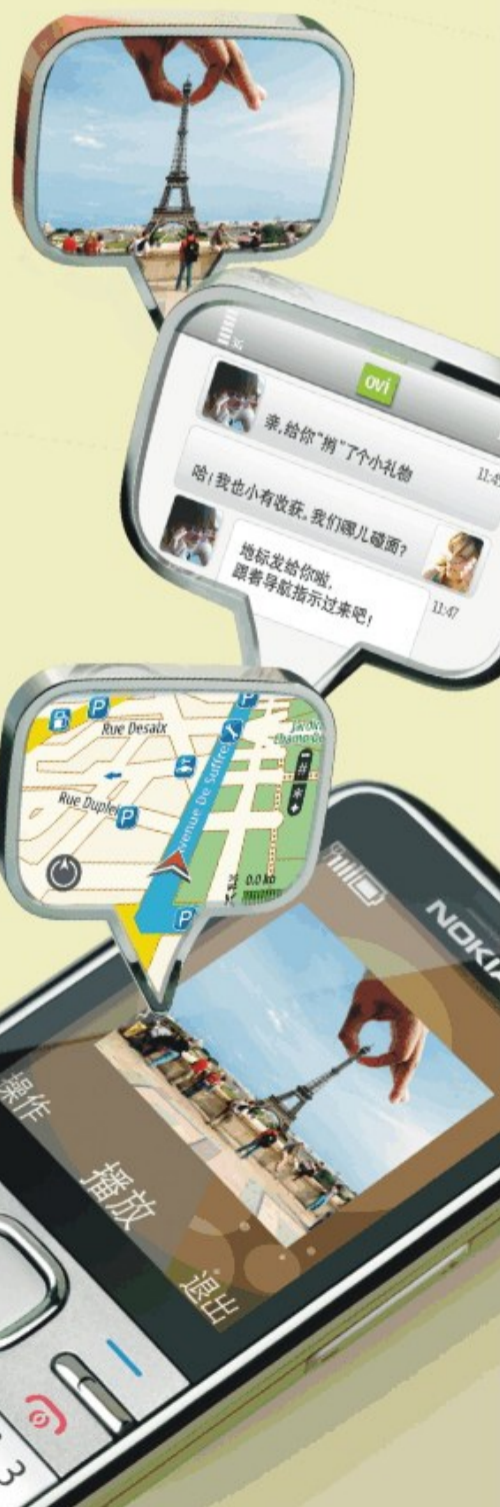 3G
ovi
亲,给你“捎”了个小礼物
11:45
哈!我也小有收获。我们哪儿碰面?
地标发给你啦,
跟着导航指示过来吧!
11:47
P
P
P
Rue Desaix
Rue Dupleix
P
Avenue De Suffren
P
0.0
NOKIA
操作
播放
退出
3